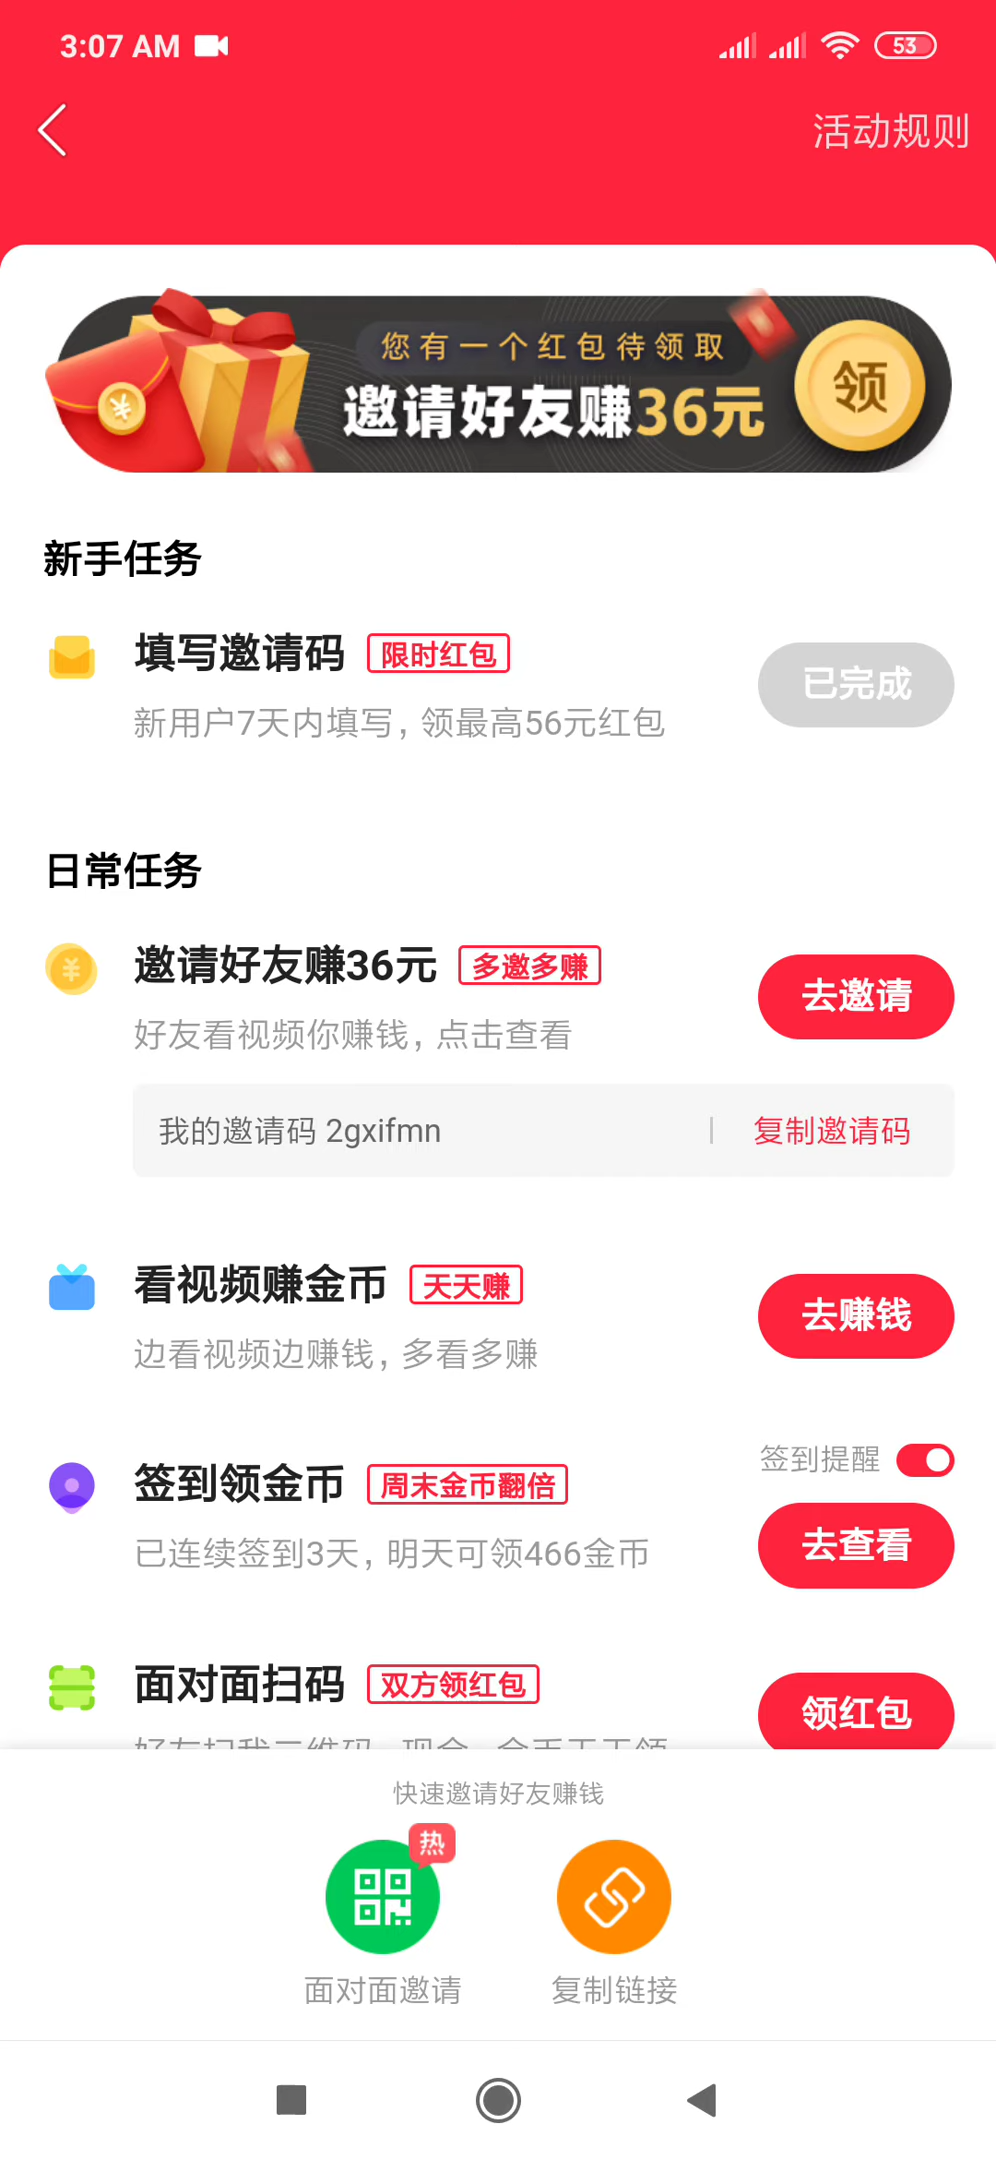 3:07 AM
53
活动规则
您有一个红包待领取
邀请好友赚36元
领
新手任务
填写邀请码 限时红包
新用户7天内填写, 领最高56元红包
已完成
日常任务
邀请好友赚36元 多邀多赚
好友看视频你赚钱, 点击查看
去邀请
我的邀请码 2gxifmn
复制邀请码
看视频赚金币 天天赚
边看视频边赚钱, 多看多赚
去赚钱
签到提醒
签到领金币 周末金币翻倍
已连续签到3天, 明天可领466金币
去查看
面对面扫码 双方领红包
领红包
快速邀请好友赚钱
热
面对面邀请
复制链接